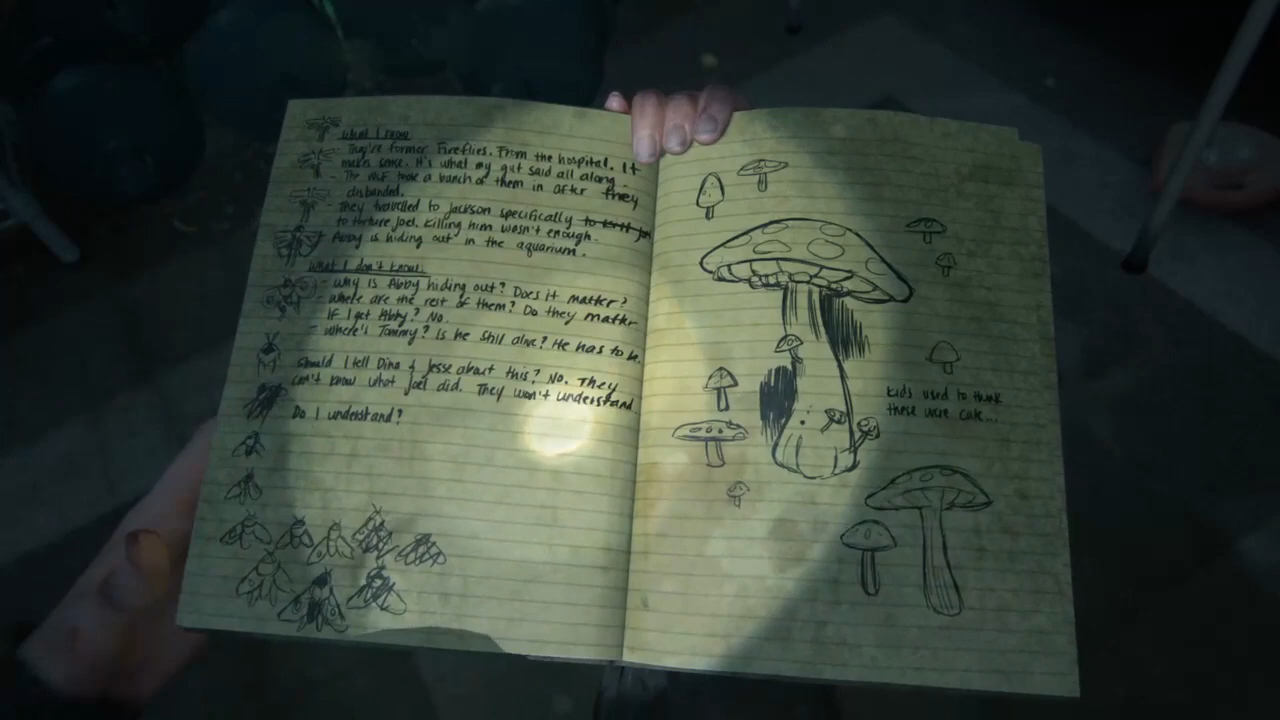 What I know
- They're former Fireflies. From the hospital. It
makes sense. It's what my gut said all along.
- The WLF took a bunch of them in after they
disbanded.
- They travelled to Jackson specifically to kill Joel
to torture Joel. Killing him wasn't enough.
- Abby is hiding out in the aquarium.
What I don't know:
- Why is Abby hiding out? Does it matter?
- Where are the rest of them? Do they matter
If I get Abby? No.
- Where's Tommy? Is he still alive? He has to be.
Should I tell Dina & Jesse about this? No. They
can't know what Joel did. They won't understand
Do I understand?
Kids used to think
these were cute...